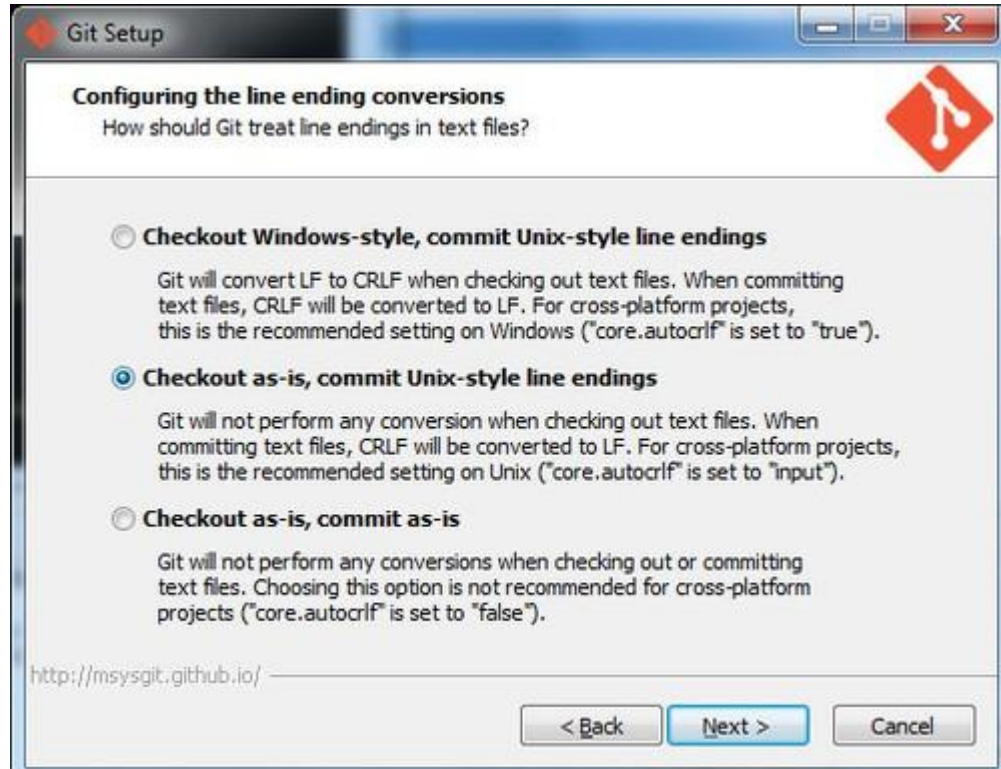 Git Setup
Configuring the line ending conversions
How should Git treat line endings in text files?
Checkout Windows-style, commit Unix-style line endings
Git will convert LF to CRLF when checking out text files. When committing
text files, CRLF will be converted to LF. For cross-platform projects,
this is the recommended setting on Windows ("core.autocrlf" is set to "true").
Checkout as-is, commit Unix-style line endings
Git will not perform any conversion when checking out text files. When
committing text files, CRLF will be converted to LF. For cross-platform projects,
this is the recommended setting on Unix ("core.autocrlf" is set to "input").
Checkout as-is, commit as-is
Git will not perform any conversions when checking out or committing
text files. Choosing this option is not recommended for cross-platform
projects ("core.autocrlf" is set to "false").
http://msysgit.github.io/
< Back Next > Cancel